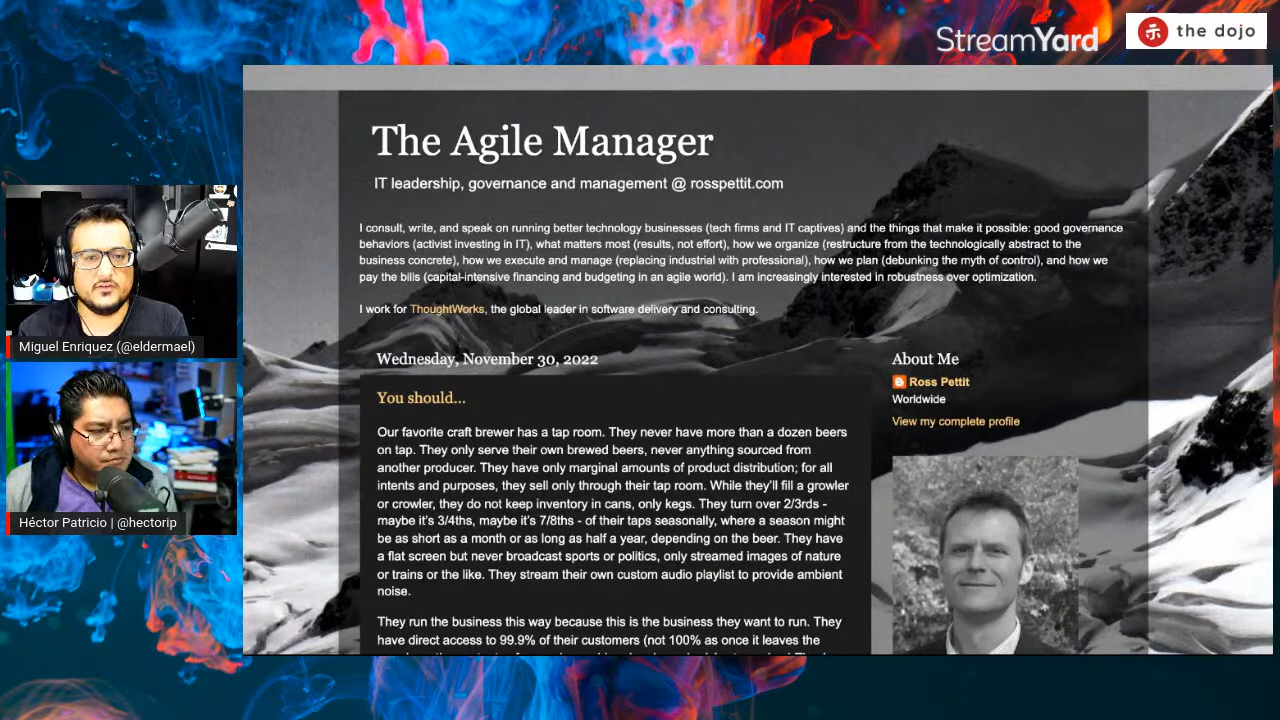 StreamYard
the dojo
The Agile Manager
IT leadership, governance and management @ rosspettit.com
I consult, write, and speak on running better technology businesses (tech firms and IT captives) and write the things that make it possible: good governance
behaviors (activist investing in IT), what matters most (results, not effort), how we organize (restructure from the technologically abstract to the
business concrete), how we execute and manage (replacing industrial with professional), how we plan (debunking the myth of control), and how we
pay the bills (capital-intensive financing and budgeting in an agile world). I am increasingly interested in robustness over optimization.
I work for ThoughtWorks, the global leader in software delivery and consulting.
Wednesday, November 30, 2022
You should...
Our favorite craft brewer has a tap room. They never have more than a dozen beers
on tap. They only serve their own brewed beers, never anything sourced from
another producer. They have only marginal amounts of product distribution; for all
intents and purposes, they sell only through their tap room. While they'll fill a growler
or crowler, they do not keep inventory in cans, only kegs. They turn over 2/3rds -
maybe it's 3/4ths, maybe it's 7/8ths - of their taps seasonally, where a season might
be as short as a month or as long as half a year, depending on the beer. They have
a flat screen but never broadcast sports or politics, only streamed images of nature
or trains or the like. They stream their own custom audio playlist to provide ambient
noise.
They run the business this way because this is the business they want to run. They
have direct access to 99.9% of their customers (not 100% as once it leaves the
About Me
Ross Pettit
Worldwide
View my complete profile
Miguel Enriquez (@eldermael)
Héctor Patricio | @hectorip